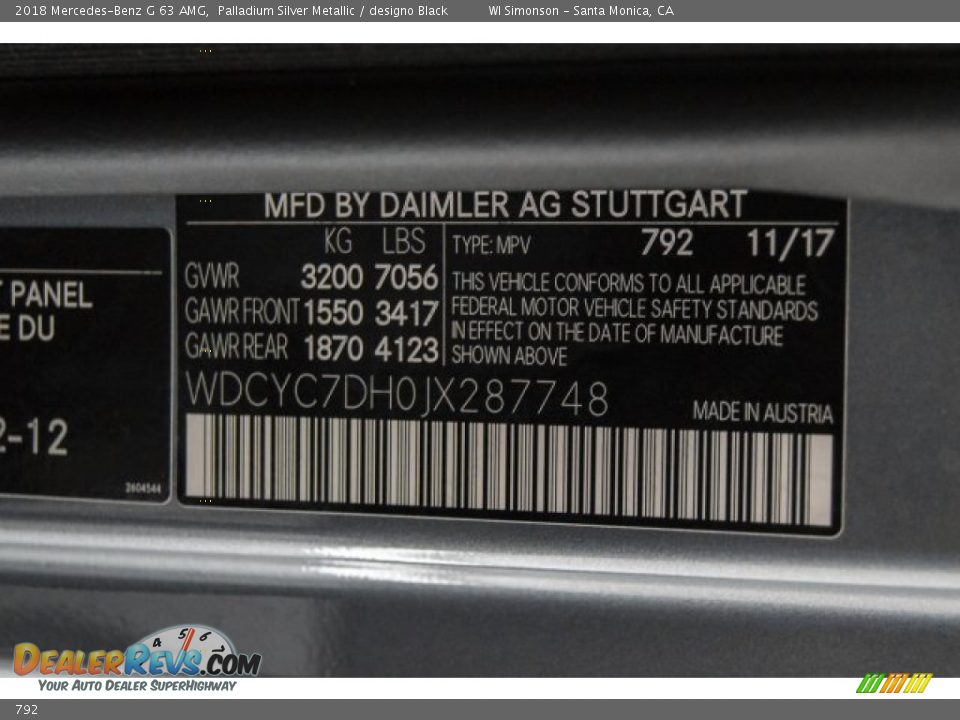 2018 Mercedes-Benz G 63 AMG, Palladium Silver Metallic / designo Black WI Simonson - Santa Monica, CA
MFD BY DAIMLER AG STUTTGART
KG LBS
GVWR 3200 7056
GAWR FRONT 1550 3417
GAWR REAR 1870 4123
TYPE: MPV 792 11/17
THIS VEHICLE CONFORMS TO ALL APPLICABLE
FEDERAL MOTOR VEHICLE SAFETY STANDARDS
IN EFFECT ON THE DATE OF MANUFACTURE
SHOWN ABOVE
WDCYC7DH0JX287748
MADE IN AUSTRIA
PANEL
DU
2-12
2604544
4 5 6
DEALERREVS.COM
YOUR AUTO DEALER SUPERHIGHWAY
792